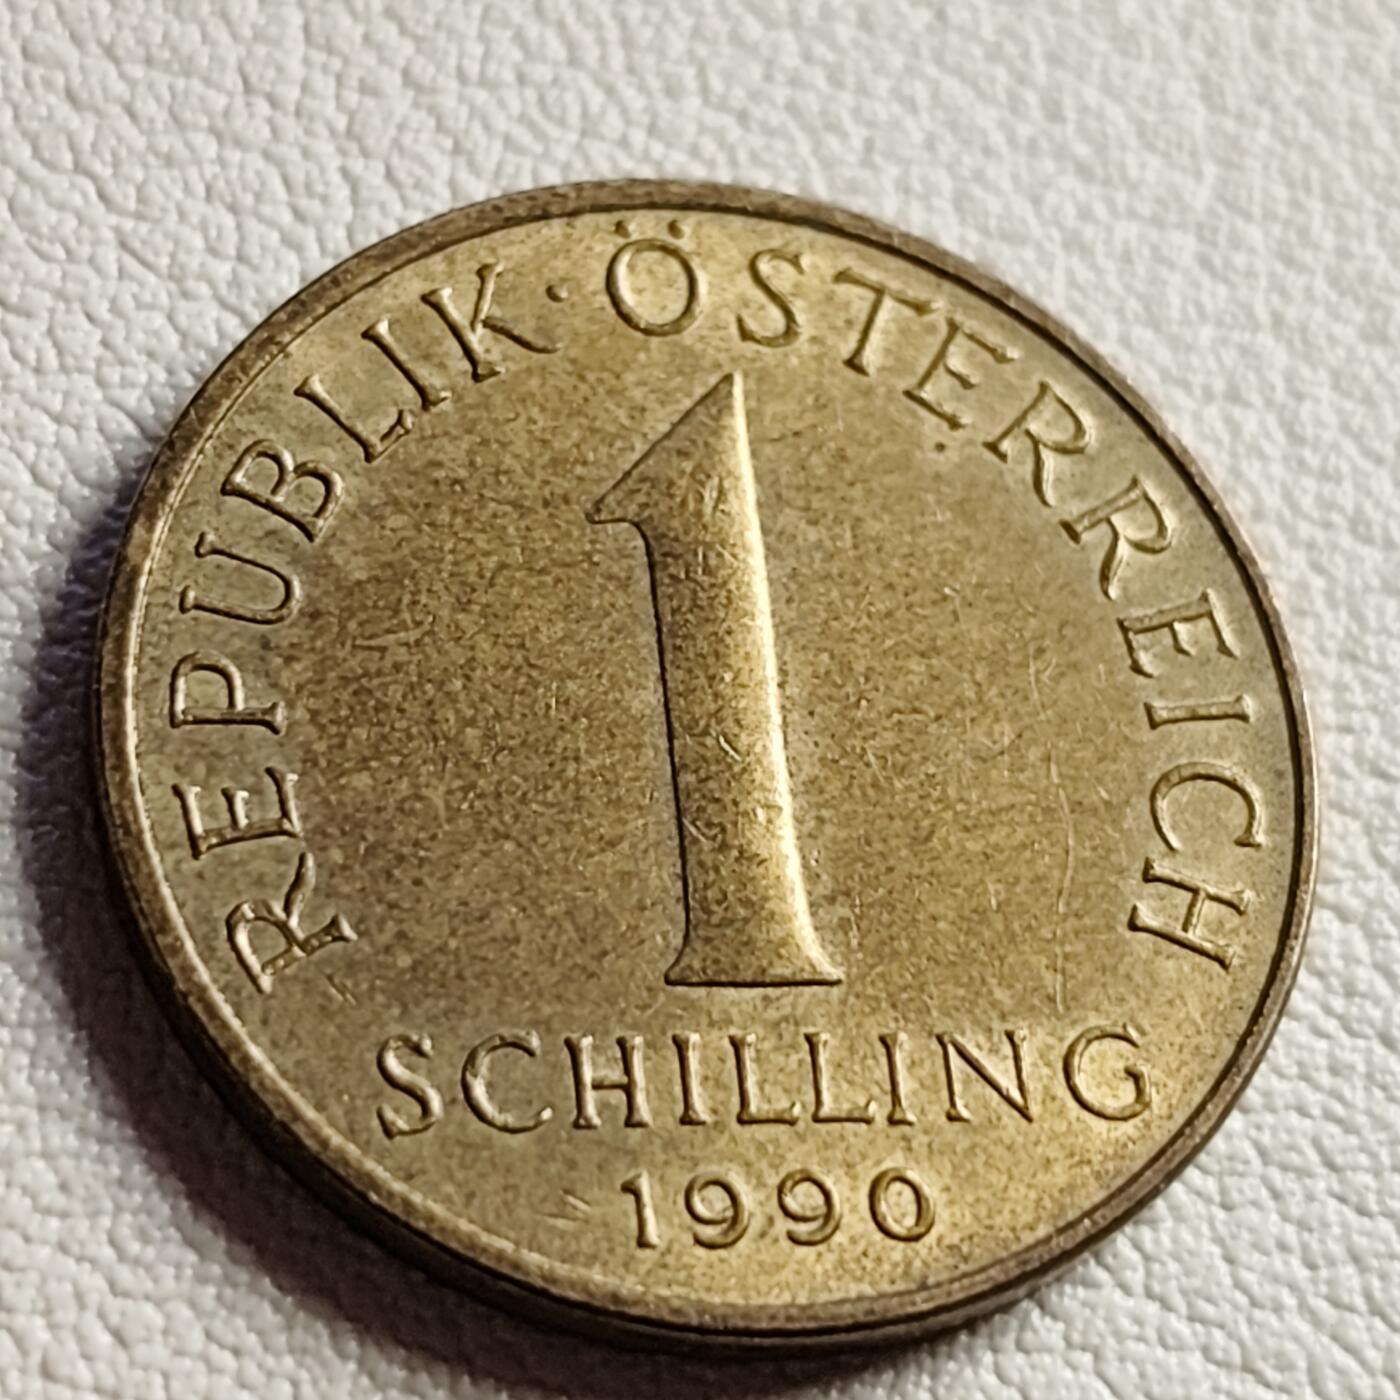 REPUBLIK · ÖSTERREICH
1
SCHILLING
1990